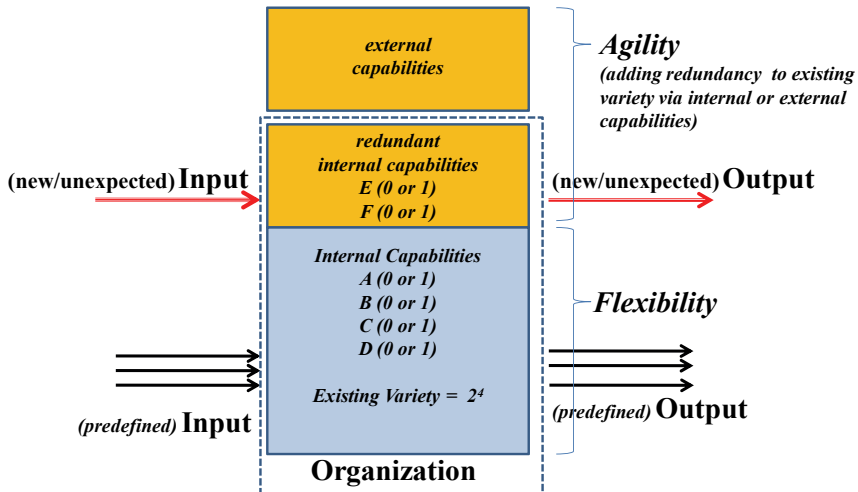 external
capabilities
Agility
(adding redundancy to existing
variety via internal or external
capabilities)
redundant
internal capabilities
E (0 or 1)
F (0 or 1)
(new/unexpected) Input
(new/unexpected) Output
Internal Capabilities
A (0 or 1)
B (0 or 1)
C (0 or 1)
D (0 or 1)
Existing Variety = 2⁴
Flexibility
(predefined) Input
(predefined) Output
Organization